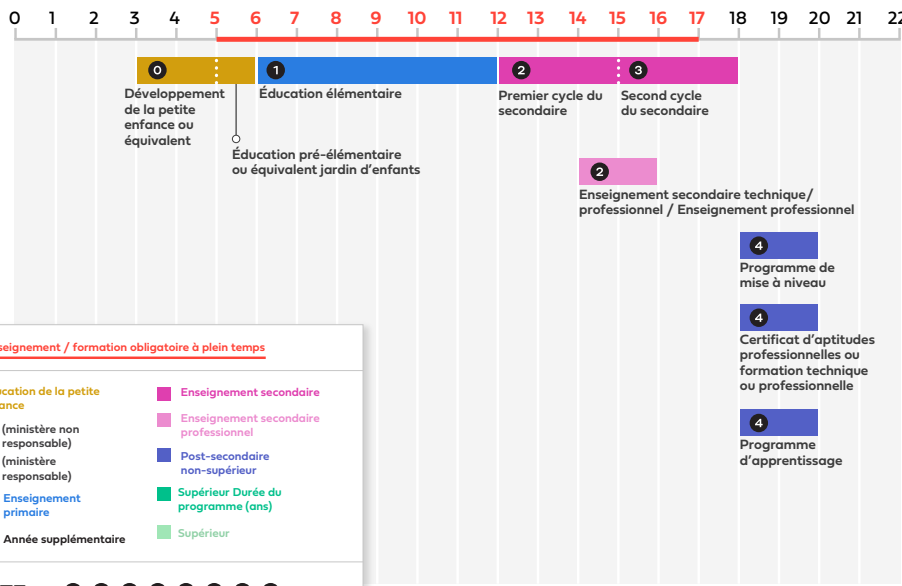 0 1 2 3 4 5 6 7 8 9 10 11 12 13 14 15 16 17 18 19 20 21 22
0 1 2 3
Développement
de la petite
enfance ou
équivalent
Éducation élémentaire
Premier cycle du
secondaire
Second cycle
du secondaire
Éducation pré-élémentaire
ou équivalent jardin d’enfants
2
Enseignement secondaire technique/
professionnel / Enseignement professionnel
4
Programme de
mise à niveau
4
Certificat d’aptitudes
professionnelles ou
formation technique
ou professionnelle
4
Programme
d’apprentissage
seignement / formation obligatoire à plein temps
ucation de la petite
ance
(ministère non
responsable)
(ministère
responsable)
Enseignement
primaire
Année supplémentaire
Enseignement secondaire
Enseignement secondaire
professionnel
Post-secondaire
non-supérieur
Supérieur Durée du
programme (ans)
Supérieur